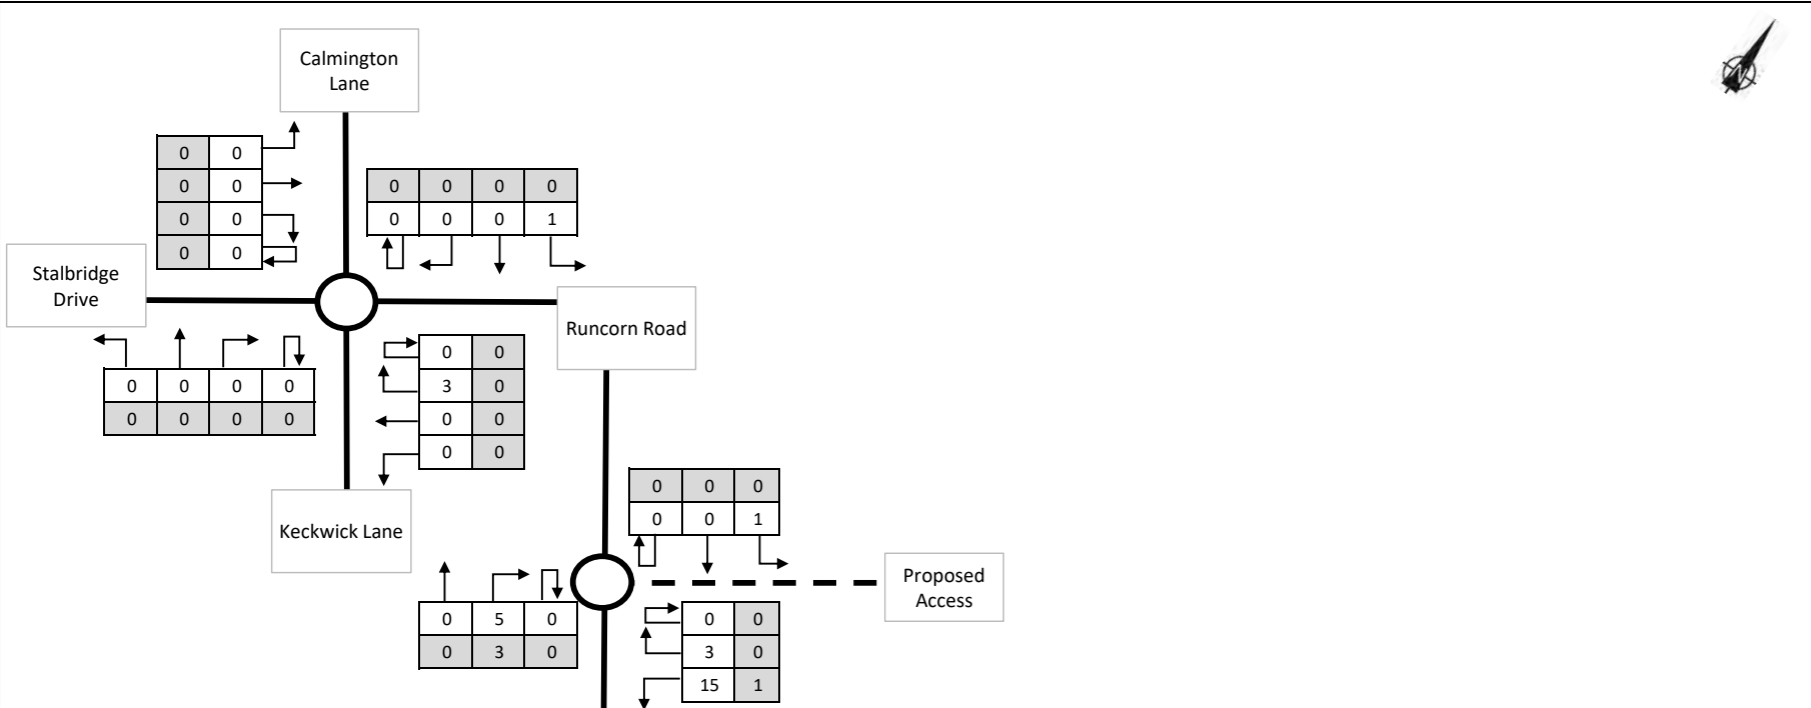 Calmington
Lane
0 0
0 0
0 0
0 0
0 0 0 0
0 0 0 1
Stalbridge
Drive
Runcorn Road
0 0 0 0
0 0 0 0
0 0
3 0
0 0
0 0
Keckwick Lane
0 0 0
0 0 1
Proposed
Access
0 5 0
0 3 0
0 0
3 0
15 1
N